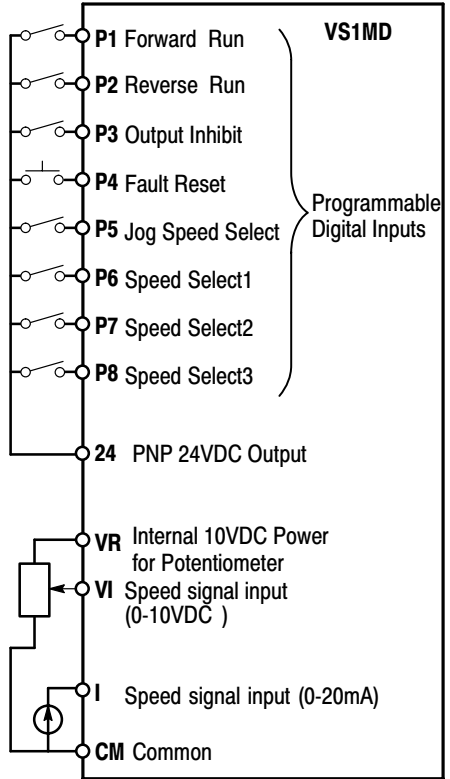 VS1MD
P1 Forward Run
P2 Reverse Run
P3 Output Inhibit
P4 Fault Reset
P5 Jog Speed Select
P6 Speed Select1
P7 Speed Select2
P8 Speed Select3
Programmable
Digital Inputs
24 PNP 24VDC Output
VR Internal 10VDC Power
for Potentiometer
VI Speed signal input
(0-10VDC )
I Speed signal input (0-20mA)
CM Common